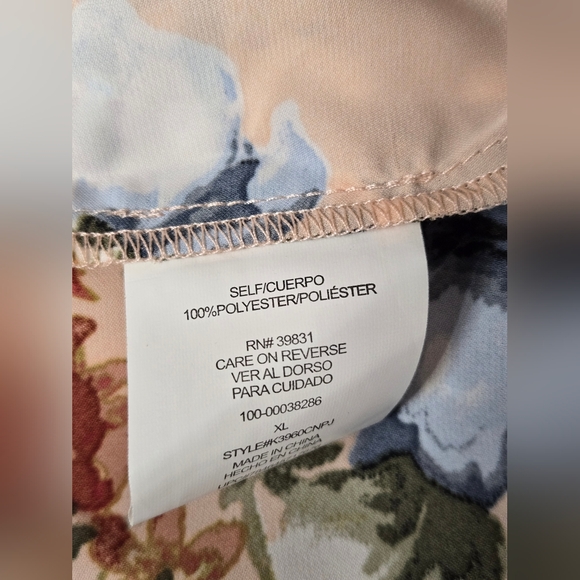 SELF/CUERPO
100%POLYESTER/POLIÉSTER
RN# 39831
CARE ON REVERSE
VER AL DORSO
PARA CUIDADO
100-00038286
XL
STYLE#K3960CNPJ
MADE IN CHINA
HECHO EN CHINA